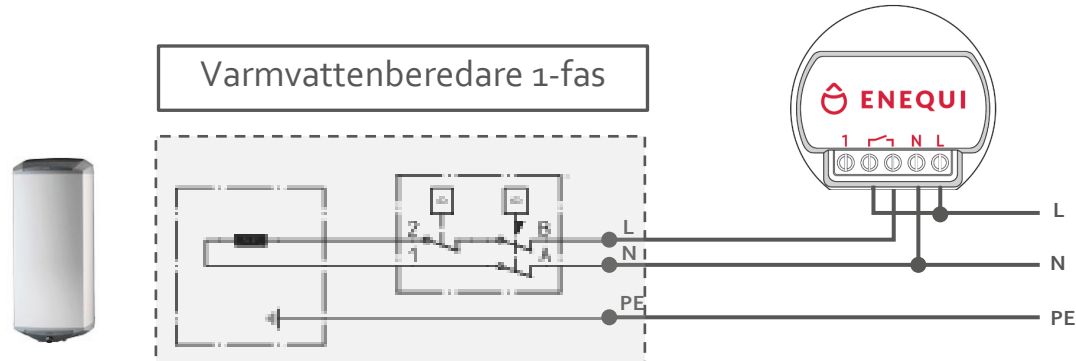 Varmvattenberedare 1-fas
ENEQUI
1 N L
L
N
PE
2 B L
1 A N
PE